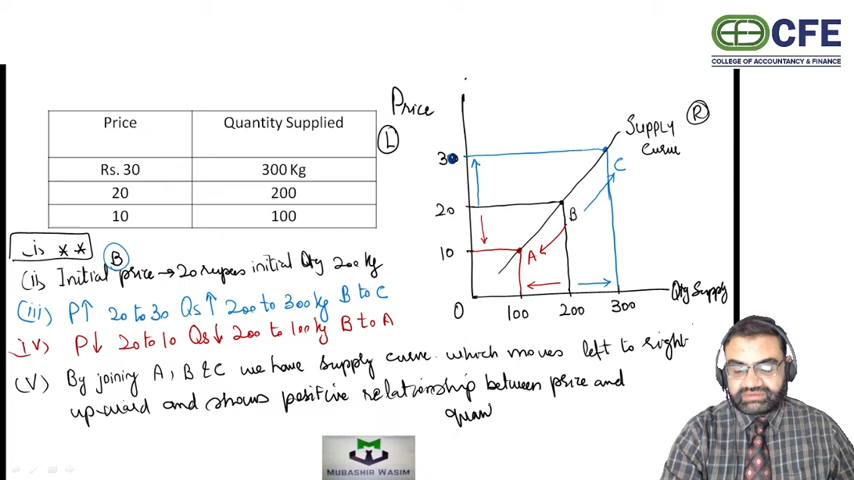 CFE
COLLEGE OF ACCOUNTANCY & FINANCE
Price Quantity Supplied
Rs. 30 300 Kg
20 200
10 100
L
Price
Supply Curve
R
30
20
10
0
100 200 300
Qty Supply
A
B
C
(i) **
B
(ii) Initial price → 20 rupees initial Qty 200 kg
(iii) P↑ 20 to 30 Qs↑ 200 to 300 kg B to C
(iv) P↓ 20 to 10 Qs↓ 200 to 100 kg B to A
(V) By joining A, B & C we have supply curve which moves left to right
upward and shows positive relationship between price and
quan
MUBASHIR WASIM